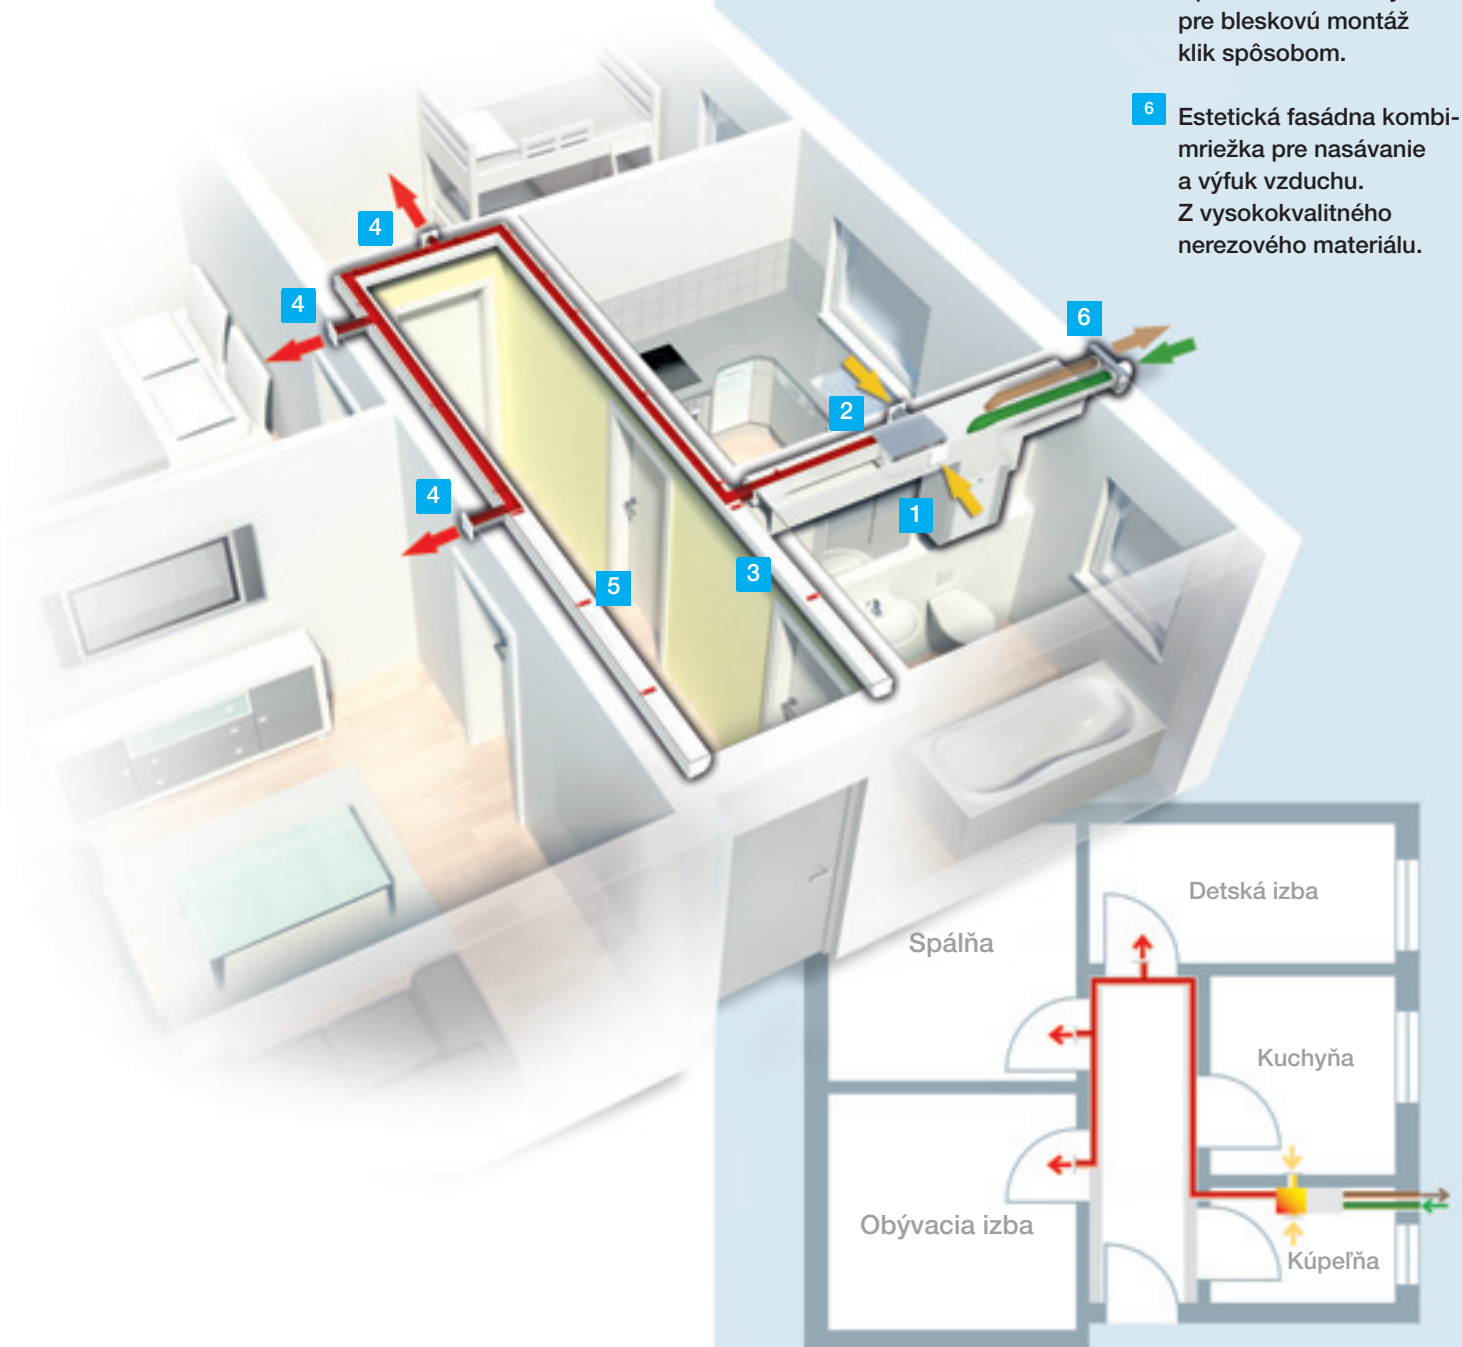 pre bleskovú montáž
klik spôsobom.
6 Estetická fasádna kombi-
mriežka pre nasávanie
a výfuk vzduchu.
Z vysokokvalitného
nerezového materiálu.
4
4
6
2
4
1
3
5
Detská izba
Spálňa
Kuchyňa
Obývacia izba
Kúpeľňa